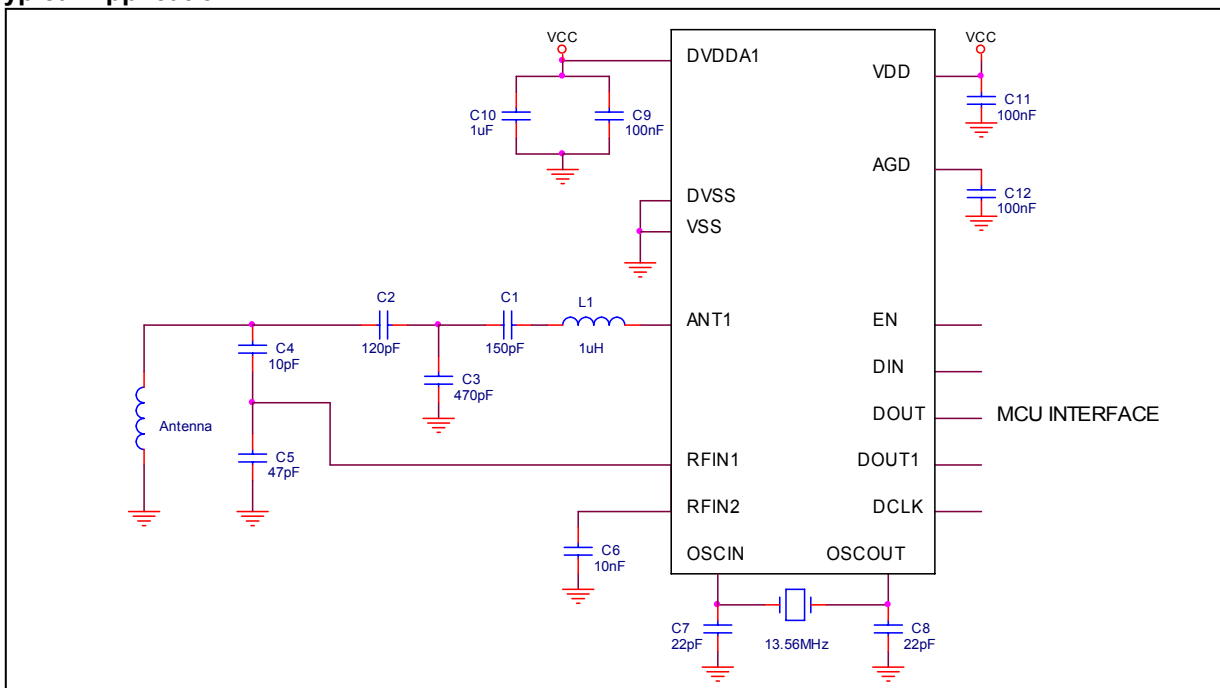 VCC
VCC
DVDDA1
VDD
C10
1uF
C9
100nF
C11
100nF
AGD
C12
100nF
DVSS
VSS
C2
120pF
C1
150pF
L1
1uH
ANT1
EN
C4
10pF
C3
470pF
DIN
Antenna
DOUT
MCU INTERFACE
C5
47pF
RFIN1
DOUT1
RFIN2
DCLK
C6
10nF
OSCIN
OSCOUT
C7
22pF
13.56MHz
C8
22pF